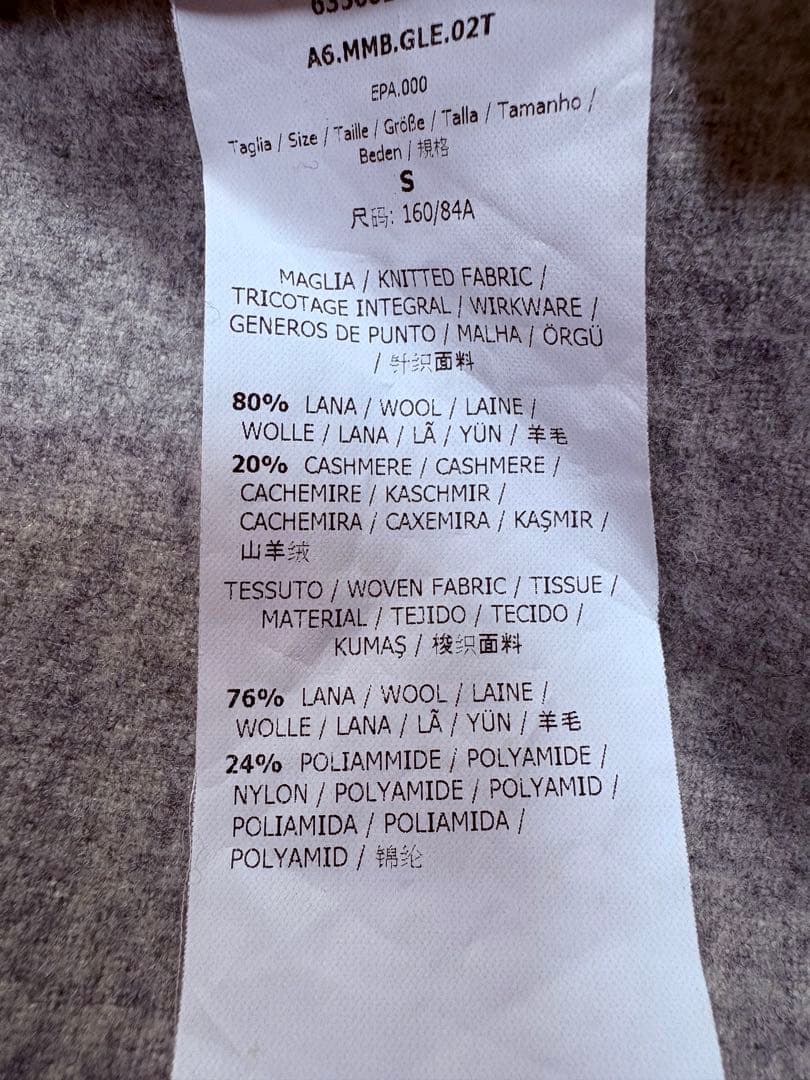 A6.MMB.GLE.02T
EPA.000
Taglia / Size / Taille / Größe / Talla / Tamanho /
Beden / 規格
S
尺码: 160/84A
MAGLIA / KNITTED FABRIC /
TRICOTAGE INTEGRAL / WIRKWARE /
GENEROS DE PUNTO / MALHA / ÖRGÜ
/ 针织面料
80% LANA / WOOL / LAINE /
WOLLE / LANA / LÃ / YÜN / 羊毛
20% CASHMERE / CASHMERE /
CACHEMIRE / KASCHMIR /
CACHEMIRA / CAXEMIRA / KAŞMIR /
山羊绒
TESSUTO / WOVEN FABRIC / TISSUE /
MATERIAL / TEJIDO / TECIDO /
KUMAŞ / 梭织面料
76% LANA / WOOL / LAINE /
WOLLE / LANA / LÃ / YÜN / 羊毛
24% POLIAMMIDE / POLYAMIDE /
NYLON / POLYAMIDE / POLYAMID /
POLIAMIDA / POLIAMIDA /
POLYAMID / 锦纶